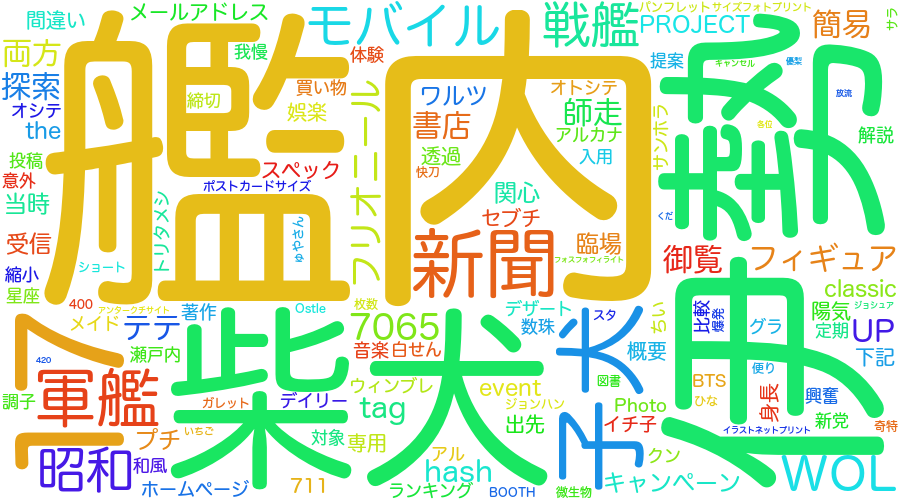 間違い
メールアドレス
両方
我慢
体験
探索
オシテ
the
締切
買い物
娯楽
モバイル
戦艦
パンフレットサイズフォトプリント
PROJECT
簡易
サラ
提案
キャンセル
優梨
放流
各位
解説
艦
内
勢
ワルツ
書店
透過
快刀
オトシテ
師走
アルカナ
入用
サンホラ
投稿
意外
当時
受信
縮小
星座
スペック
ポストカードサイズ
フリオニール
トリタメシ
ゅやさん
ショート
関心
セブチ
新聞
臨場
フォスフォフィライト
くだ
御覧
フィギュア
伊
classic
ジョシュア
400
アンタークチサイト
メイド
テテ
著作
Ostle
枚数
7065
デザート
数珠
ちい
スタ
比較
爆発
グラ
陽気
定期
UP
下記
瀬戸内
音楽
白せん
概要
便り
420
軍艦
柴犬
調子
ガレット
デイリー
ウィンプレ
event
ジョンハン
図書
BTS
ひな
身長
興奮
イラストネットプリント
新党
奇特
tag
Photo
イチ子
出先
プチ
いちご
対象
専用
アル
クン
昭和
和風
hash
ホームページ
711
ランキング
BOOTH
微生物
キャンペーン
WOL